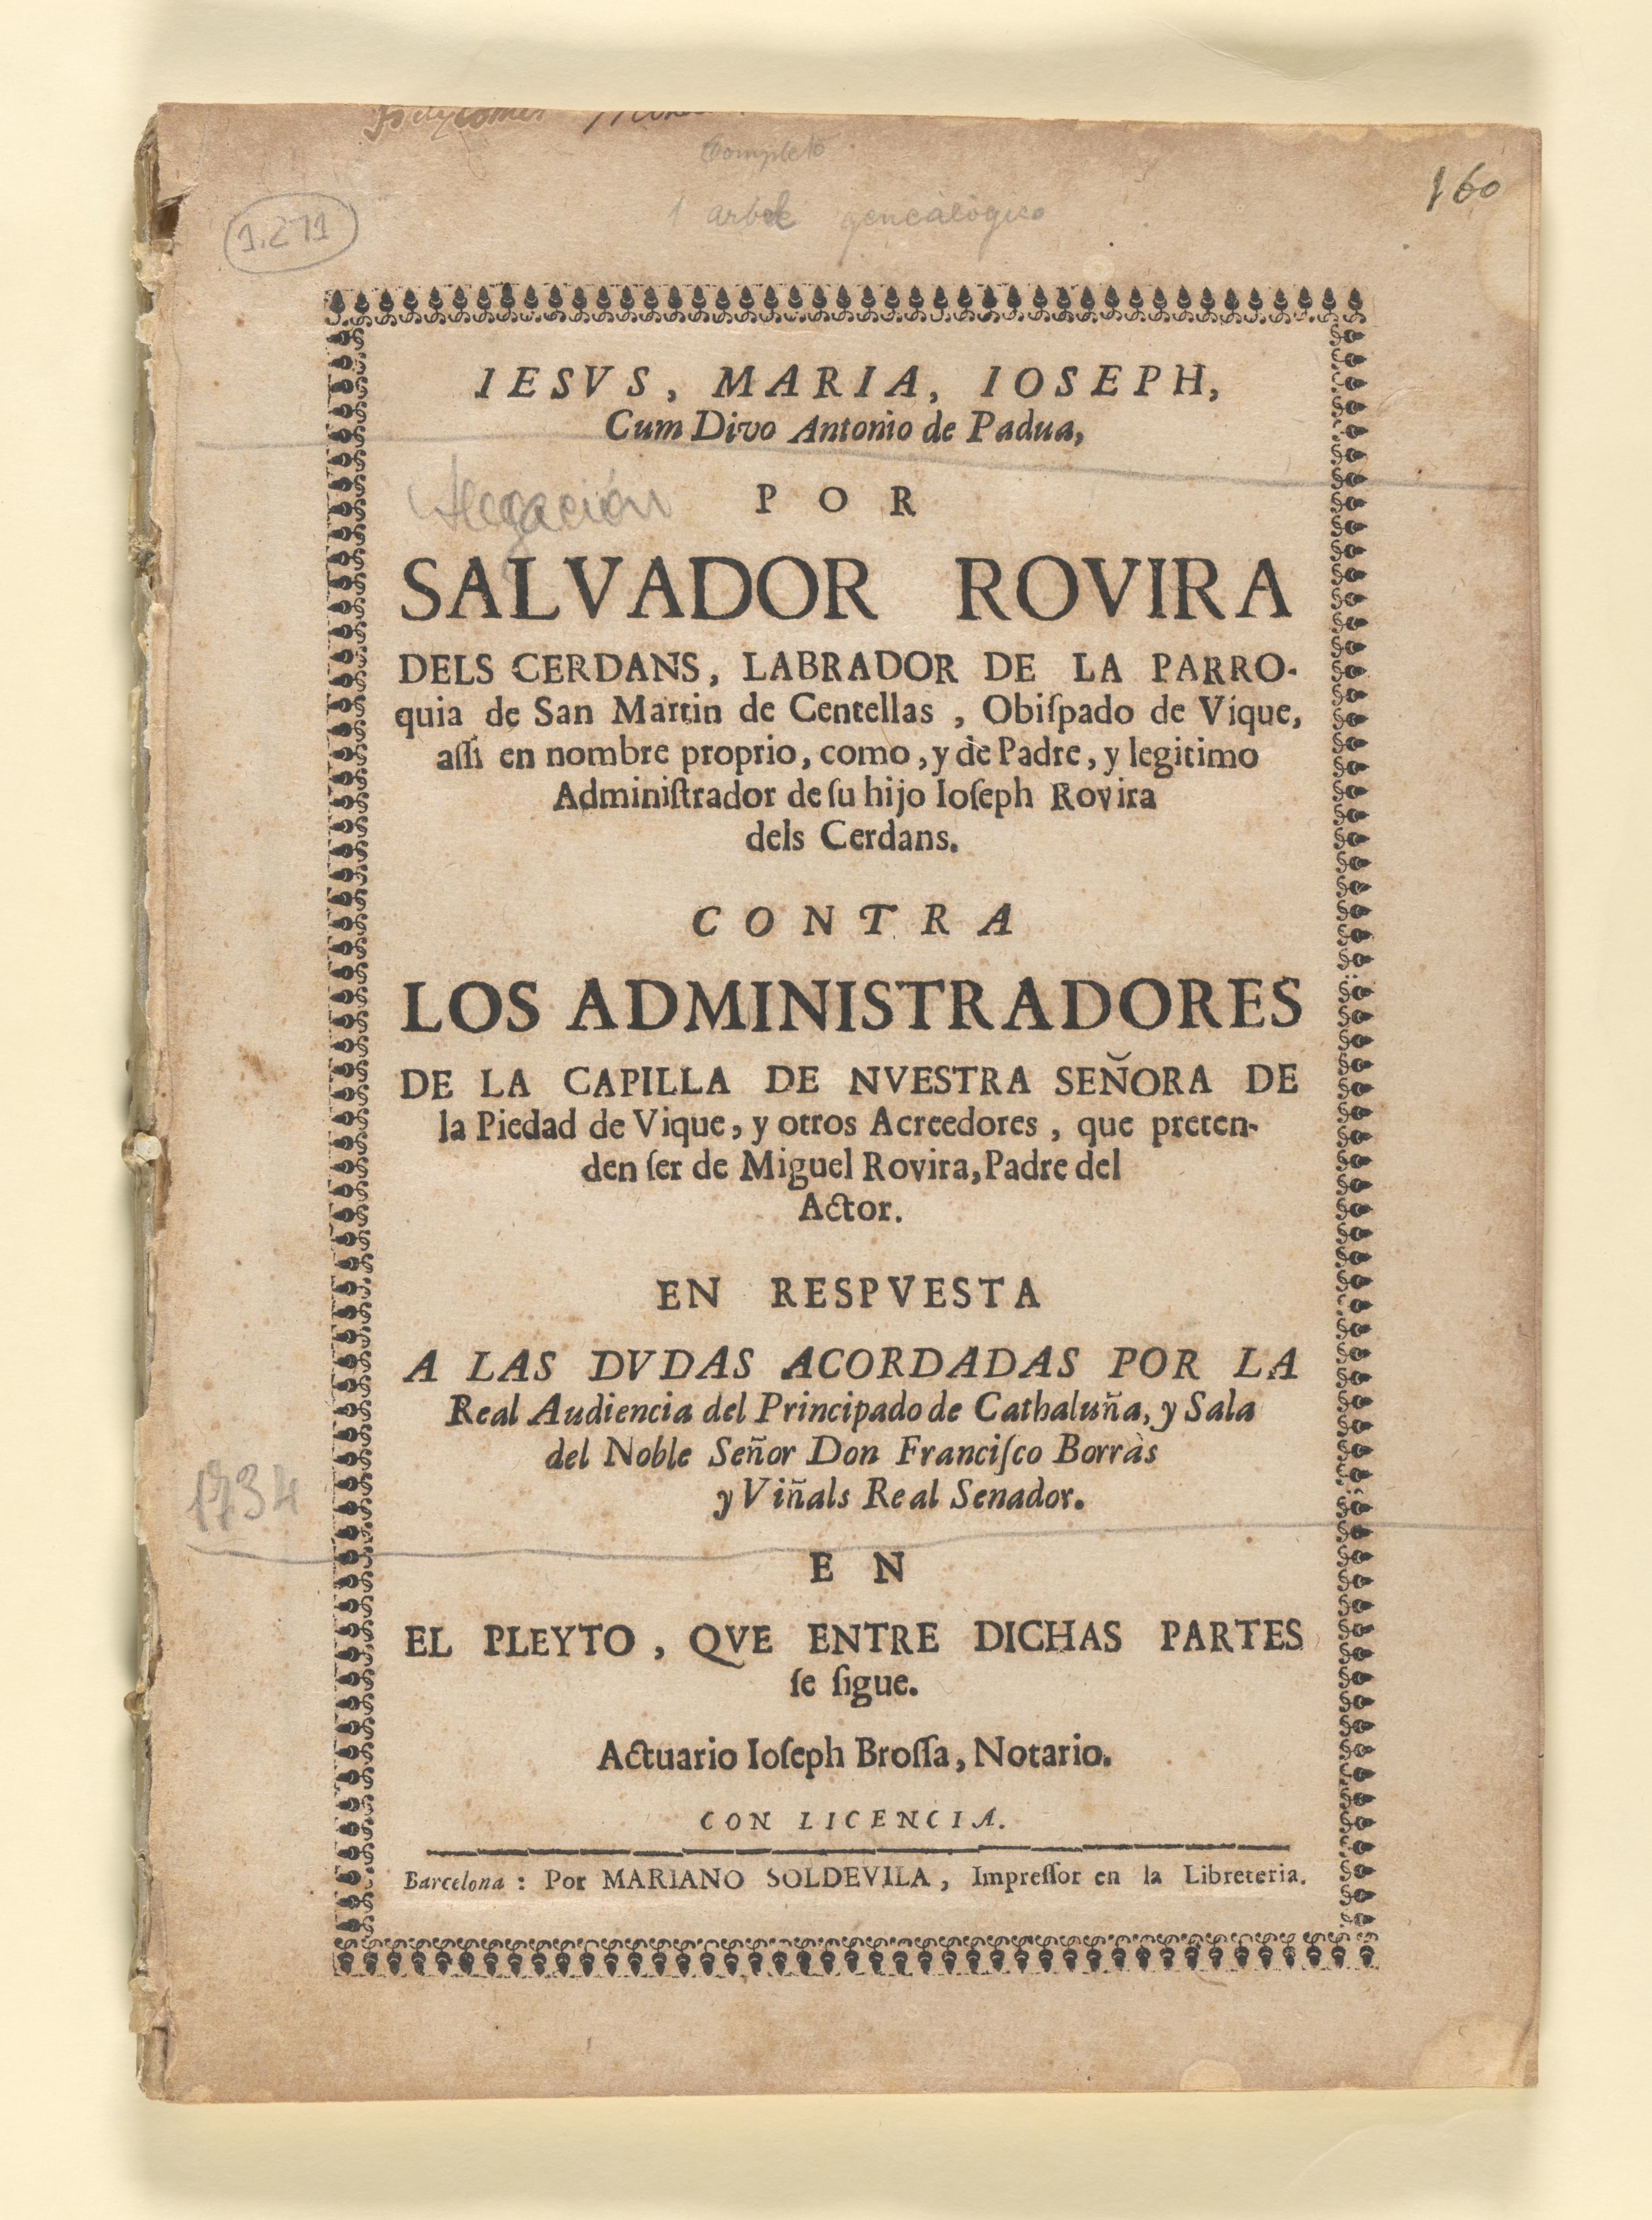 Completo
160
1 arbol genealogico
1.271
IESVS, MARIA, IOSEPH,
Cum Divo Antonio de Padua,
Alegación
POR
SALVADOR ROVIRA
DELS CERDANS, LABRADOR DE LA PARRO-
quia de San Martin de Centellas, Obiſpado de Vique,
aſſi en nombre proprio, como, y de Padre, y legitimo
Adminiſtrador de ſu hijo Ioſeph Rovira
dels Cerdans.
CONTRA
LOS ADMINISTRADORES
DE LA CAPILLA DE NVESTRA SEÑORA DE
la Piedad de Vique, y otros Acreedores, que preten-
den ſer de Miguel Rovira, Padre del
Actor.
EN RESPVESTA
A LAS DVDAS ACORDADAS POR LA
Real Audiencia del Principado de Cathaluña, y Sala
del Noble Señor Don Franciſco Borràs
y Viñals Real Senador.
1734
EN
EL PLEYTO, QVE ENTRE DICHAS PARTES
ſe ſigue.
Actuario Ioſeph Broſſa, Notario.
CON LICENCIA.
Barcelona: Por MARIANO SOLDEVILA, Impreſſor en la Libreteria.